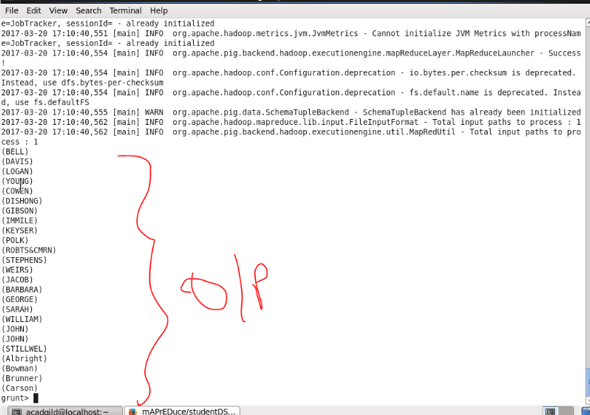 File Edit View Search Terminal Help
e=JobTracker, sessionId= - already initialized
2017-03-20 17:10:40,551 [main] INFO  org.apache.hadoop.metrics.jvm.JvmMetrics - Cannot initialize JVM Metrics with processNam
e=JobTracker, sessionId= - already initialized
2017-03-20 17:10:40,554 [main] INFO  org.apache.pig.backend.hadoop.executionengine.mapReduceLayer.MapReduceLauncher - Success
!
2017-03-20 17:10:40,554 [main] INFO  org.apache.hadoop.conf.Configuration.deprecation - io.bytes.per.checksum is deprecated.
Instead, use dfs.bytes-per-checksum
2017-03-20 17:10:40,554 [main] INFO  org.apache.hadoop.conf.Configuration.deprecation - fs.default.name is deprecated. Instea
d, use fs.defaultFS
2017-03-20 17:10:40,555 [main] WARN  org.apache.pig.data.SchemaTupleBackend - SchemaTupleBackend has already been initialized
2017-03-20 17:10:40,562 [main] INFO  org.apache.hadoop.mapreduce.lib.input.FileInputFormat - Total input paths to process : 1
2017-03-20 17:10:40,562 [main] INFO  org.apache.pig.backend.hadoop.executionengine.util.MapRedUtil - Total input paths to pro
cess : 1
(BELL)
(DAVIS)
(LOGAN)
(YOUNG)
(COWEN)
(DISHONG)
(GIBSON)
(IMMILE)
(KEYSER)
(POLK)
(ROBTS&CMRN)
(STEPHENS)
(WEIRS)
(JACOB)
(BARBARA)
(GEORGE)
(SARAH)
(WILLIAM)
(JOHN)
(JOHN)
(STILLWEL)
(Albright)
(Bowman)
(Brunner)
(Carson)
grunt>
O/P
acadgild@localhost:~
mAPrEDuce/studentDS...